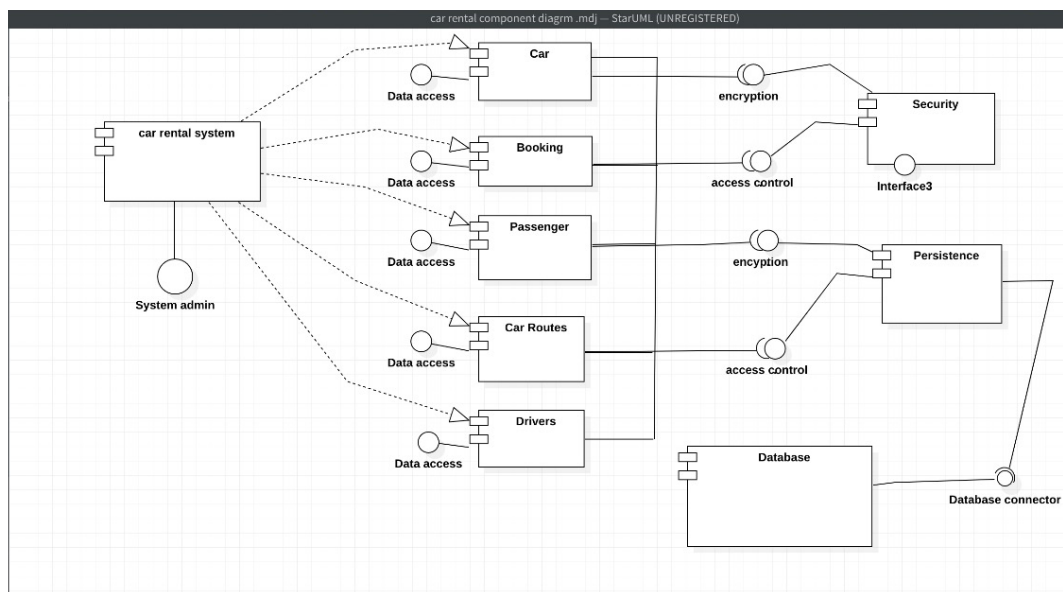 car rental component diagrm .mdj — StarUML (UNREGISTERED)
Car
Data access
encryption
Security
car rental system
Booking
Data access
access control
Interface3
Passenger
Data access
encyption
Persistence
System admin
Car Routes
Data access
access control
Drivers
Data access
Database
Database connector